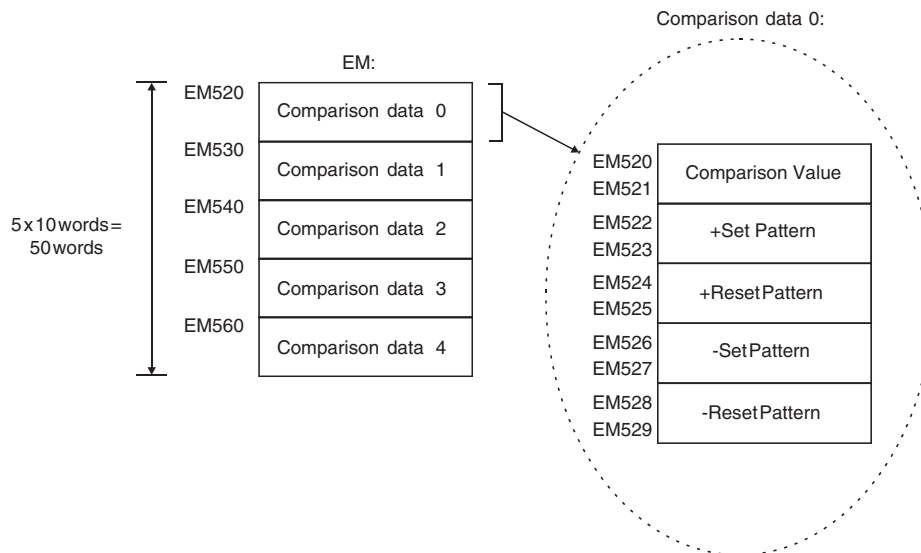 Comparison data 0:
EM:
EM520
Comparison data 0
EM530
Comparison data 1
EM540
Comparison data 2
EM550
Comparison data 3
EM560
Comparison data 4
5x10words=
50words
EM520
EM521
Comparison Value
EM522
EM523
+Set Pattern
EM524
EM525
+ResetPattern
EM526
EM527
-SetPattern
EM528
EM529
-ResetPattern